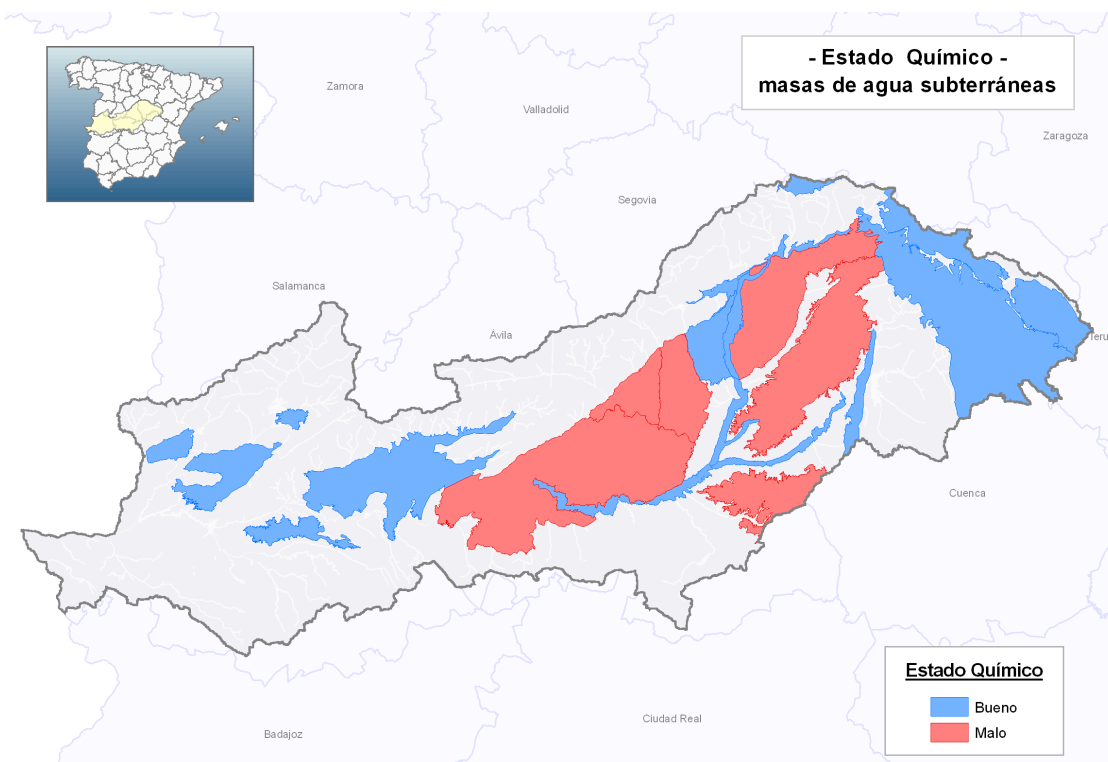 - Estado Químico -
masas de agua subterráneas
Zamora
Valladolid
Zaragoza
Segovia
Salamanca
Ávila
Teru
Cuenca
Ciudad Real
Badajoz
Estado Químico
Bueno
Malo